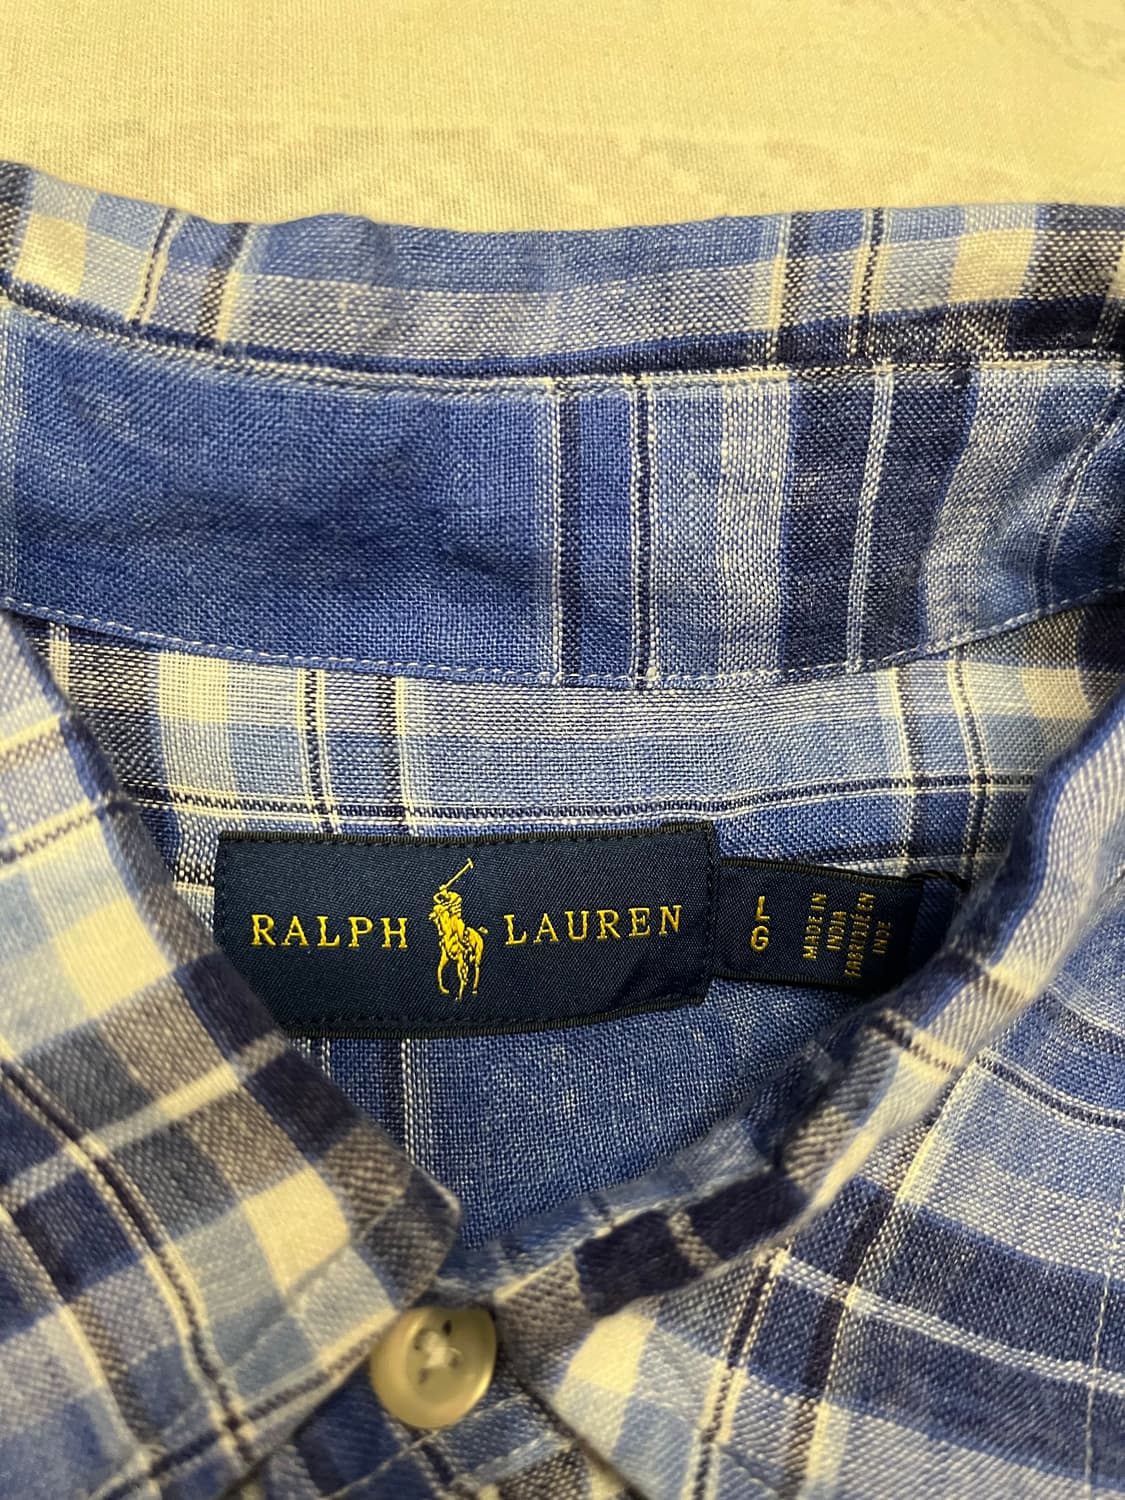 RALPH LAUREN
L
G
MADE IN
INDIA
FABRIQUÉ EN
INDE